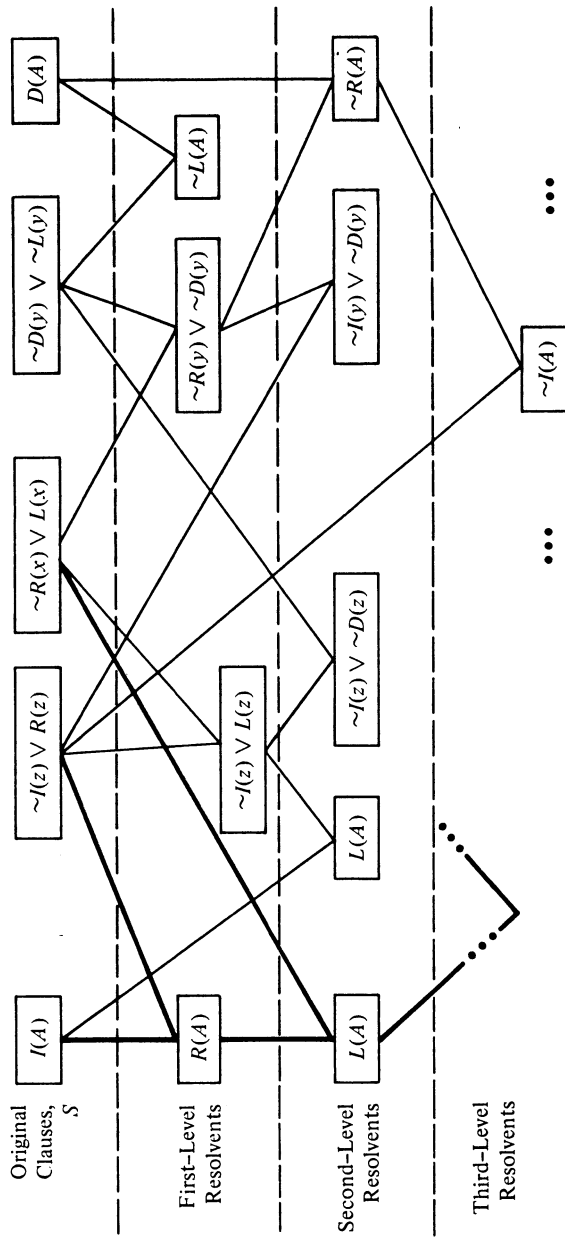 Original
Clauses,
S
I(A)
~I(z) ∨ R(z)
~R(x) ∨ L(x)
~D(y) ∨ ~L(y)
D(A)
First-Level
Resolvents
R(A)
~I(z) ∨ L(z)
~R(y) ∨ ~D(y)
~L(A)
Second-Level
Resolvents
L(A)
L(A)
~I(z) ∨ ~D(z)
~I(y) ∨ ~D(y)
~R(A)
Third-Level
Resolvents
•••
~I(A)
•••